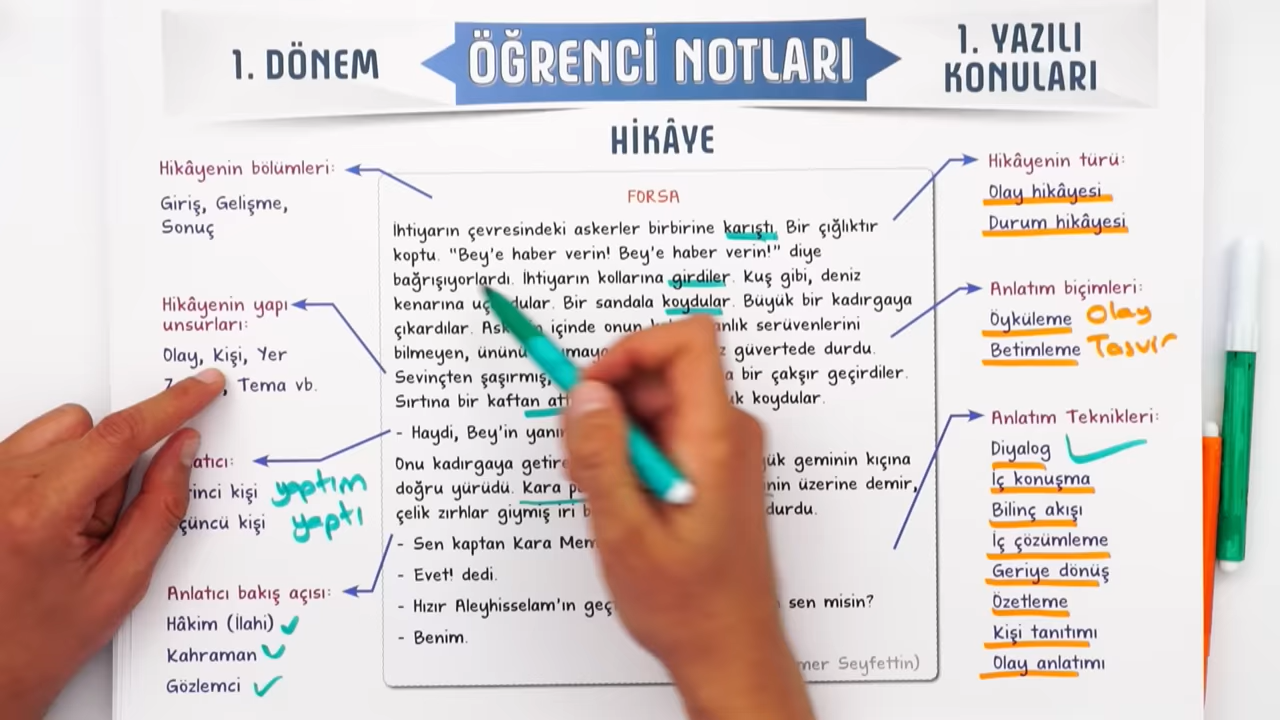 1. DÖNEM
ÖĞRENCİ NOTLARI
1. YAZILI
KONULARI
HİKÂYE
Hikâyenin bölümleri:
Giriş, Gelişme,
Sonuç
Hikâyenin yapı
unsurları:
Olay, Kişi, Yer
, Tema vb.
kişi yaptım
kişi yaptı
Anlatıcı bakış açısı:
Hâkim (İlahi)
Kahraman
Gözlemci
FORSA
İhtiyarın çevresindeki askerler birbirine karıştı. Bir çığlıktır
koptu. "Bey'e haber verin! Bey'e haber verin!" diye
bağrışıyorlardı. İhtiyarın kollarına girdiler. Kuş gibi, deniz
kenarına Bir sandala koydular. Büyük bir kadırgaya
çıkardılar. içinde onun serüvenlerini
bilmeyen, güvertede durdu.
Sevinçten şaşırmış, bir çakşır geçirdiler.
Sırtına bir kaftan koydular.
- Haydi, Bey'in
Onu kadırgaya geminin kıçına
doğru yürüdü. Kara üzerine demir,
çelik zırhlar giymiş iri durdu.
- Sen kaptan Kara
- Evet! dedi.
- Hızır Aleyhisselam'ın sen misin?
- Benim.
Seyfettin)
Hikâyenin türü:
Olay hikâyesi
Durum hikâyesi
Anlatım biçimleri:
Öyküleme Olay
Betimleme Tasvir
Anlatım Teknikleri:
Diyalog
İç konuşma
Bilinç akışı
İç çözümleme
Geriye dönüş
Özetleme
Kişi tanıtımı
Olay anlatımı